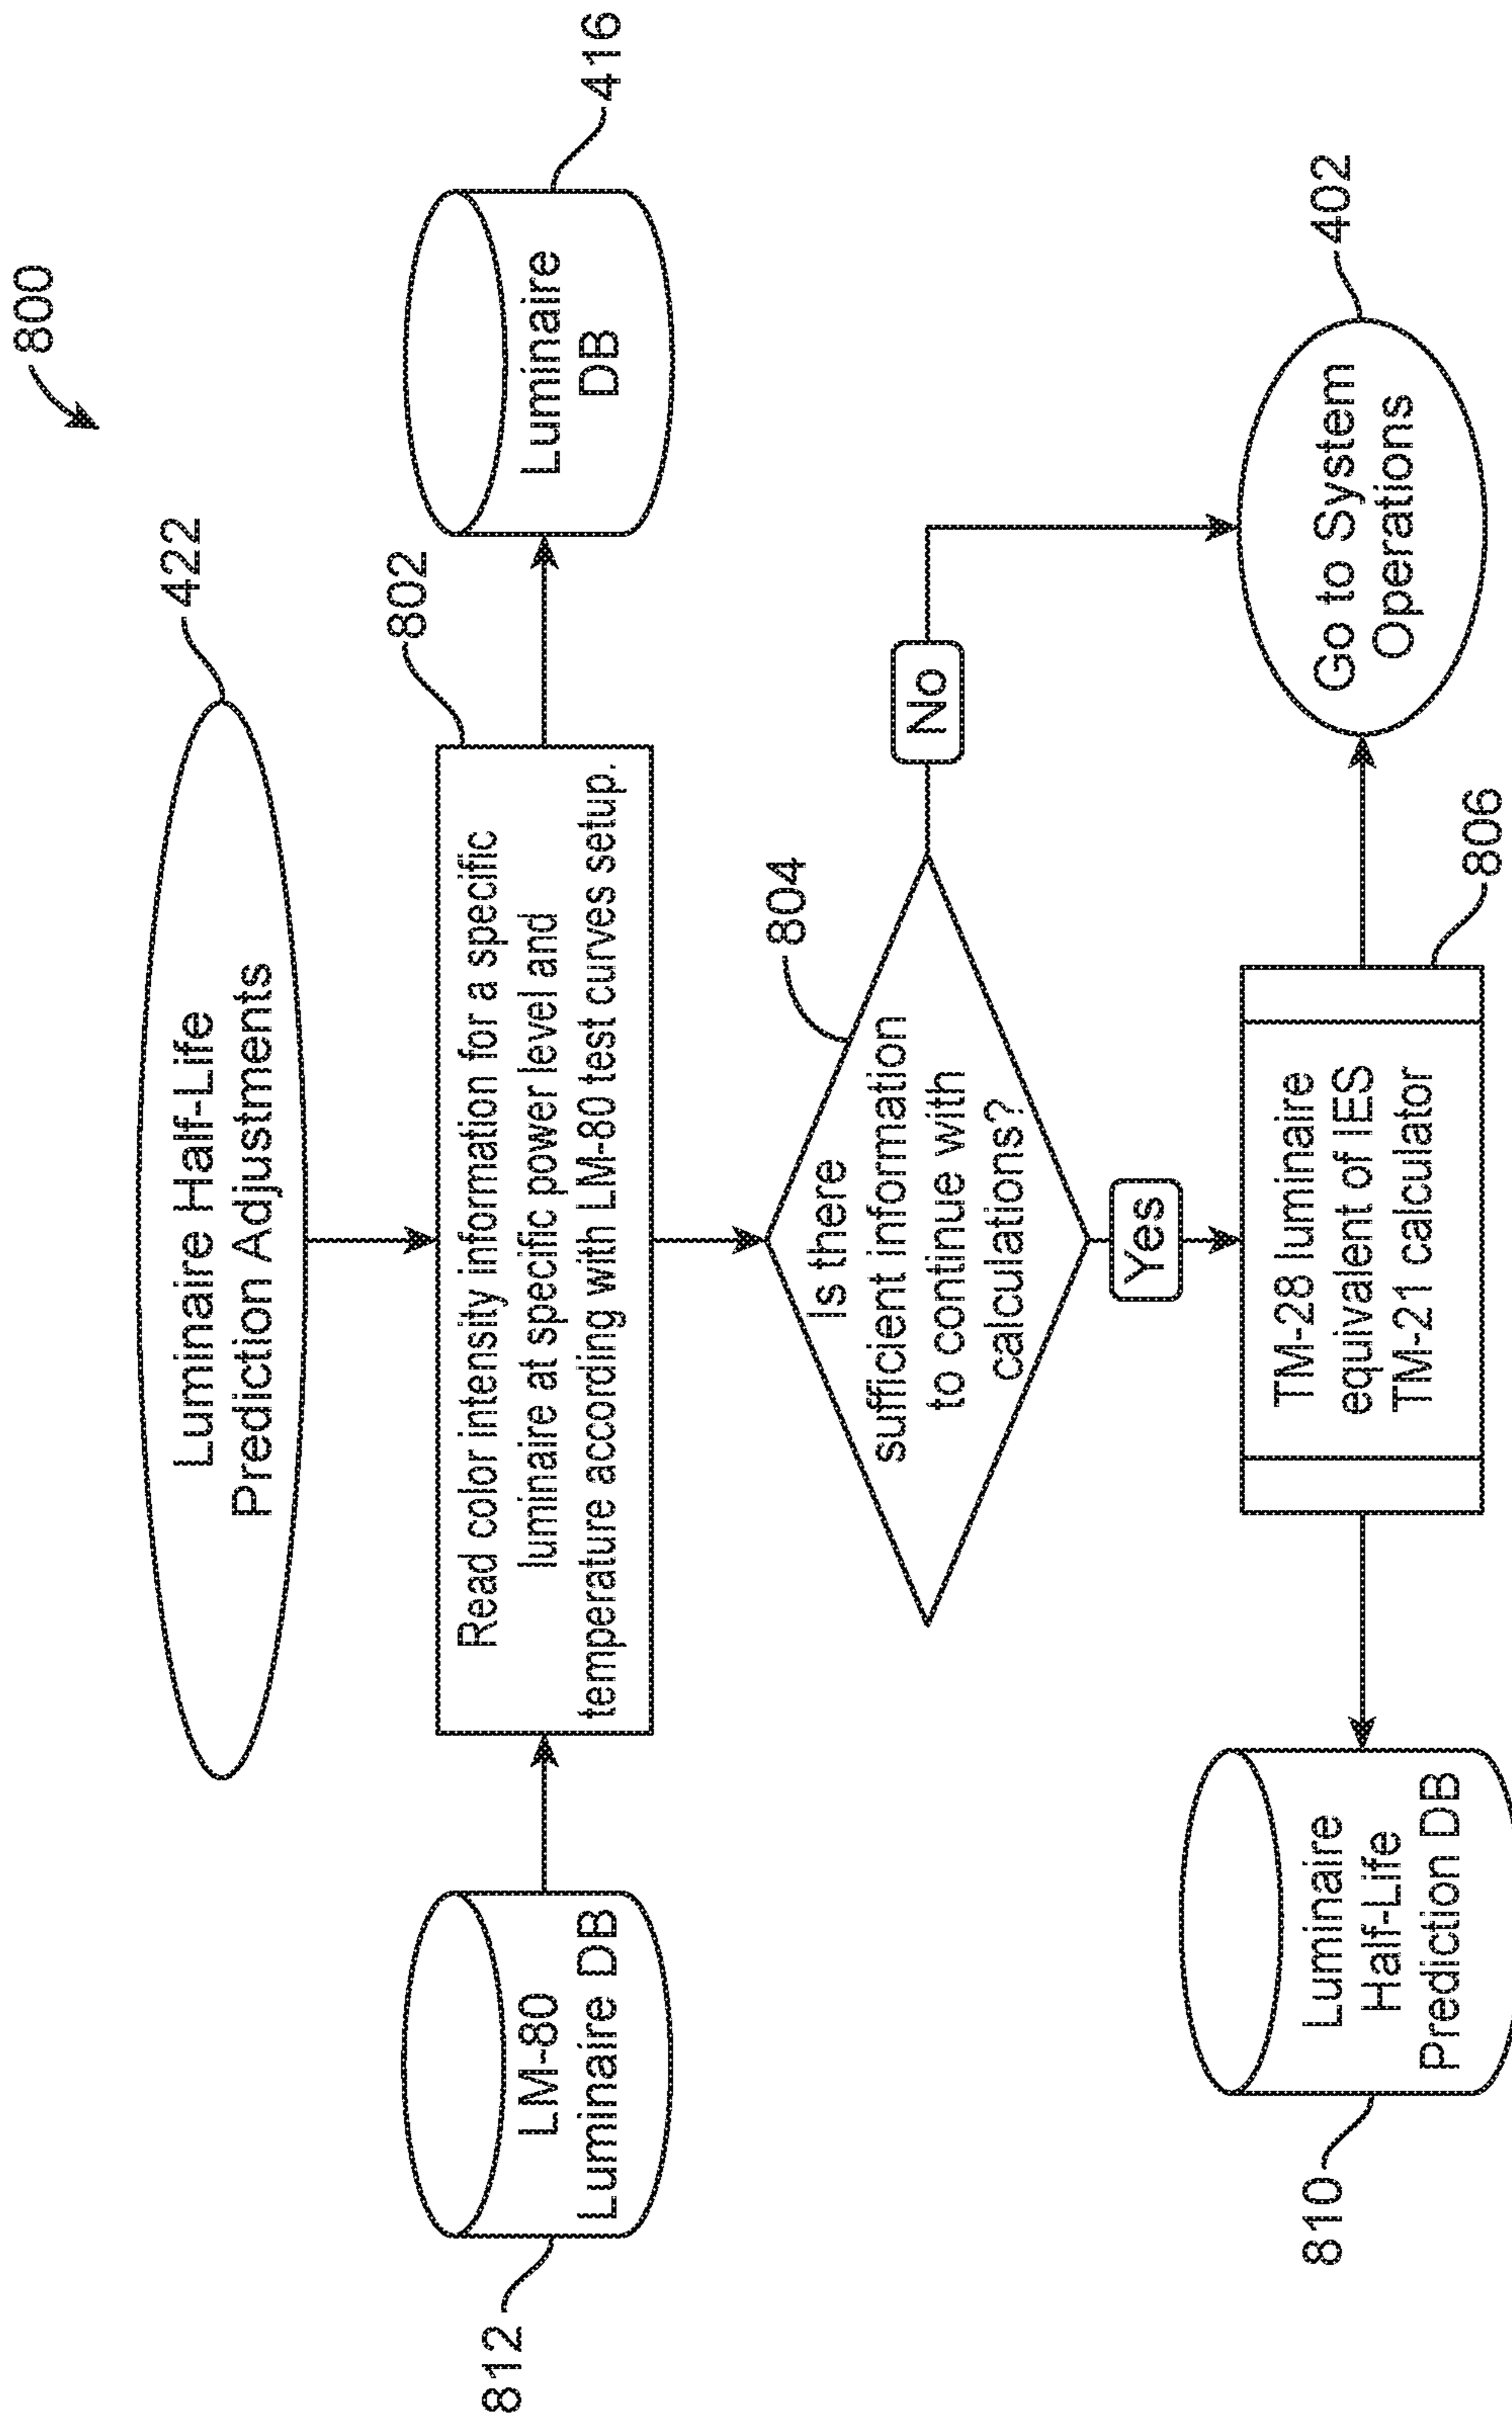 800
Luminaire Half-Life
Prediction Adjustments
422
812
LM-80
Luminaire DB
Read color intensity information for a specific
luminaire at specific power level and
temperature according with LM-80 test curves setup.
802
Luminaire
DB
416
Is there
sufficient information
to continue with
calculations?
804
No
Yes
810
Luminaire
Half-Life
Prediction DB
TM-28 luminaire
equivalent of IES
TM-21 calculator
806
Go to System
Operations
402